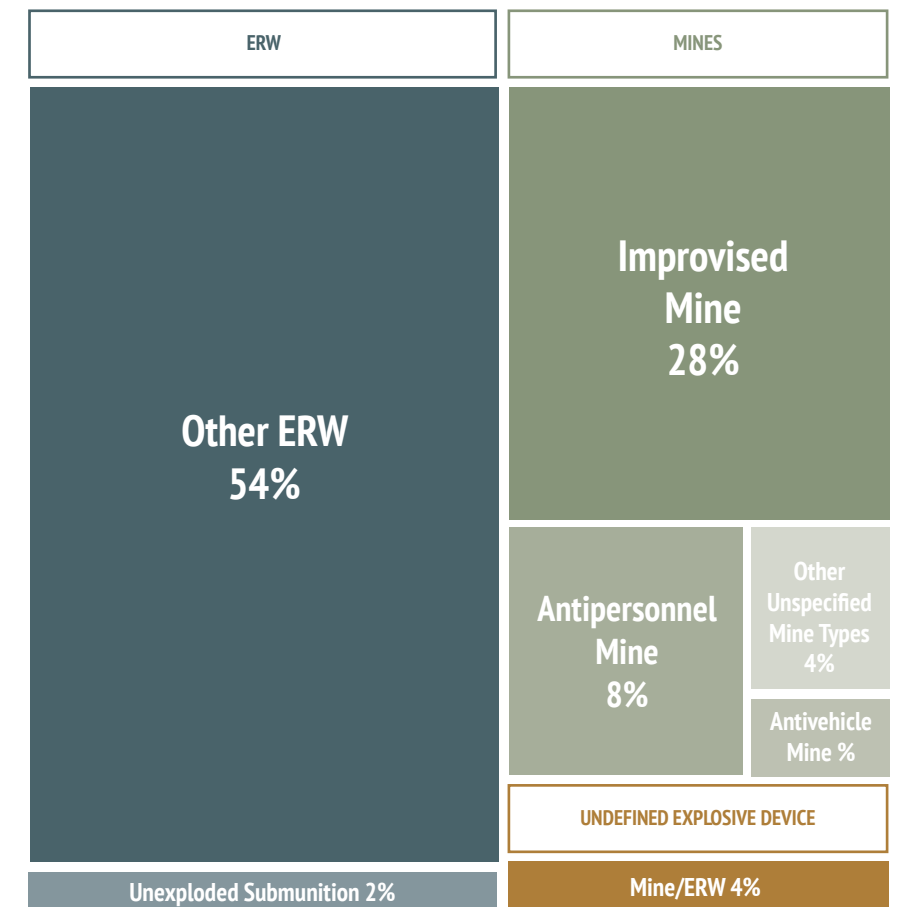 ERW
Other ERW
54%
Unexploded Submunition 2%
MINES
Improvised
Mine
28%
Antipersonnel
Mine
8%
Other
Unspecified
Mine Types
4%
Antivehicle
Mine %
UNDEFINED EXPLOSIVE DEVICE
Mine/ERW 4%